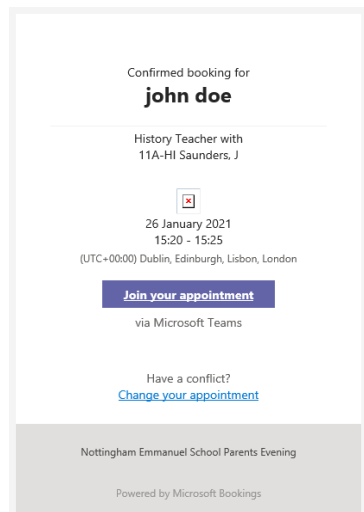 Confirmed booking for
john doe
History Teacher with
11A-HI Saunders, J
26 January 2021
15:20 - 15:25
(UTC+00:00) Dublin, Edinburgh, Lisbon, London
Join your appointment
via Microsoft Teams
Have a conflict?
Change your appointment
Nottingham Emmanuel School Parents Evening
Powered by Microsoft Bookings